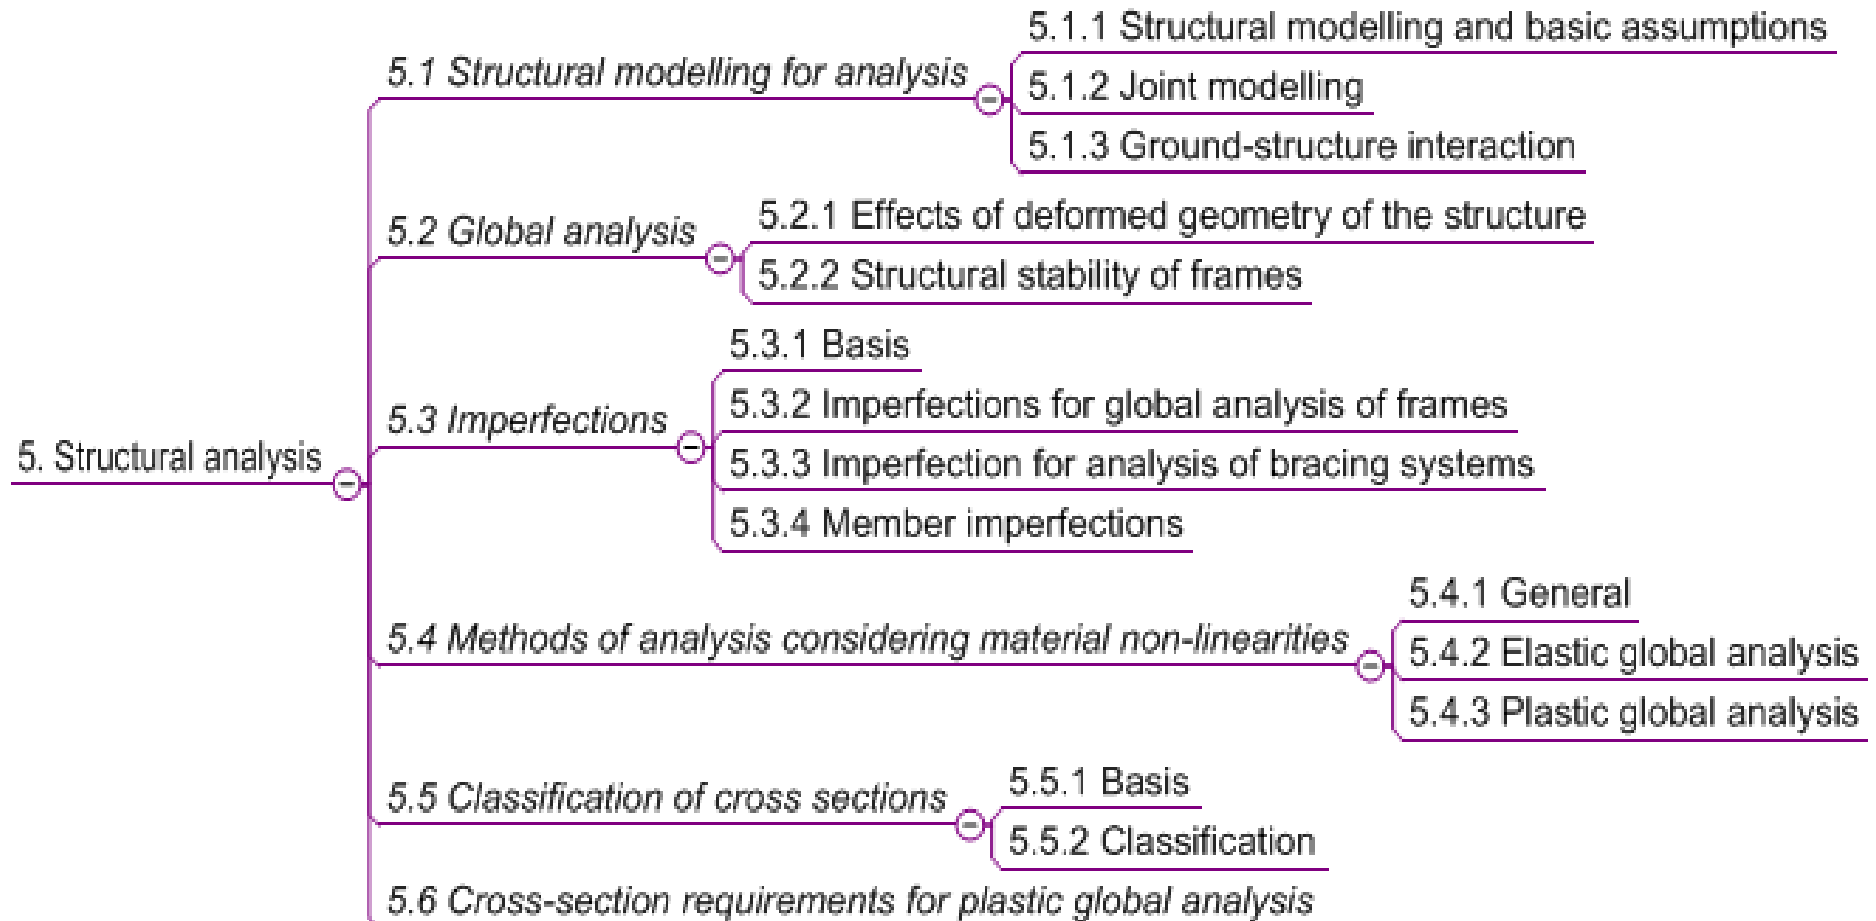 5. Structural analysis
5.1 Structural modelling for analysis
5.1.1 Structural modelling and basic assumptions
5.1.2 Joint modelling
5.1.3 Ground-structure interaction
5.2 Global analysis
5.2.1 Effects of deformed geometry of the structure
5.2.2 Structural stability of frames
5.3 Imperfections
5.3.1 Basis
5.3.2 Imperfections for global analysis of frames
5.3.3 Imperfection for analysis of bracing systems
5.3.4 Member imperfections
5.4 Methods of analysis considering material non-linearities
5.4.1 General
5.4.2 Elastic global analysis
5.4.3 Plastic global analysis
5.5 Classification of cross sections
5.5.1 Basis
5.5.2 Classification
5.6 Cross-section requirements for plastic global analysis